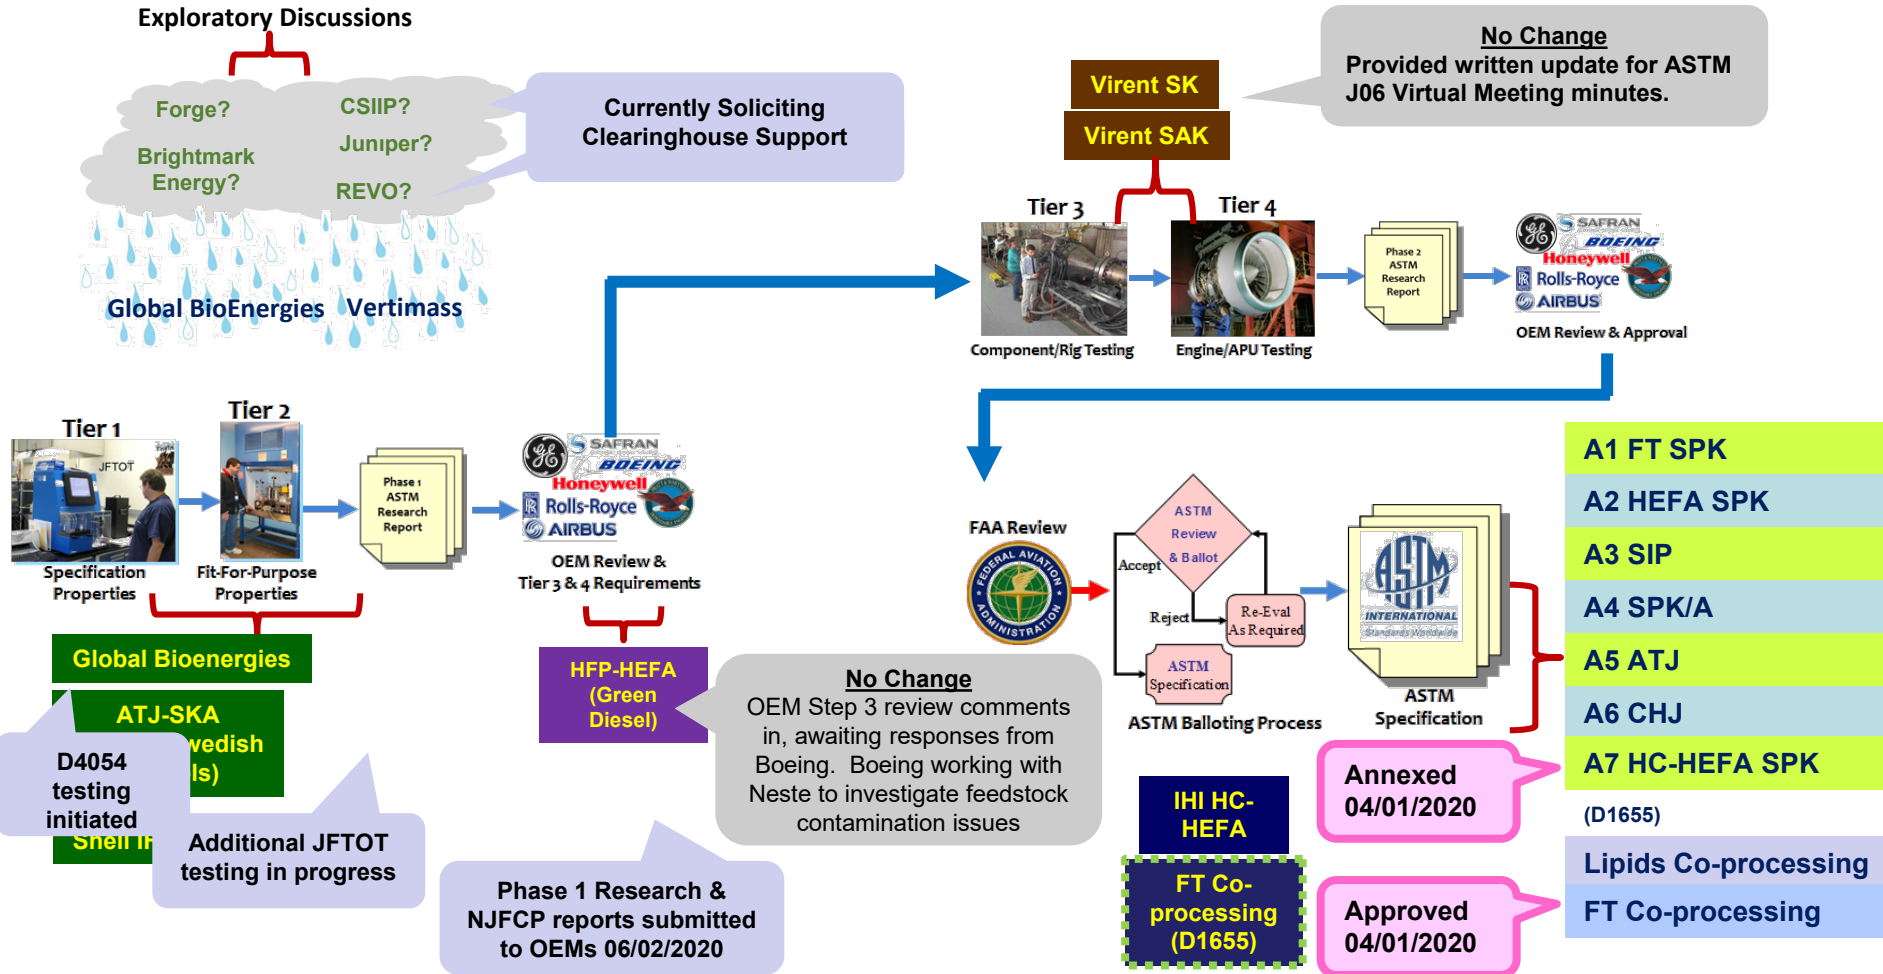 Exploratory Discussions
Forge?
CSIIP?
Juniper?
Brightmark
Energy?
REVO?
Currently Soliciting
Clearinghouse Support
Global BioEnergies
Vertimass
Virent SK
Virent SAK
No Change
Provided written update for ASTM
J06 Virtual Meeting minutes.
Tier 3
Tier 4
Component/Rig Testing
Engine/APU Testing
Phase 2
ASTM
Research
Report
GE
SAFRAN
BOEING
Honeywell
Rolls-Royce
AIRBUS
OEM Review & Approval
Tier 1
Tier 2
JFTOT
Specification
Properties
Fit-For-Purpose
Properties
Phase 1
ASTM
Research
Report
GE
SAFRAN
BOEING
Honeywell
Rolls-Royce
AIRBUS
OEM Review &
Tier 3 & 4 Requirements
Global Bioenergies
ATJ-SKA
wedish
ls)
Shell
D4054
testing
initiated
Additional JFTOT
testing in progress
Phase 1 Research &
NJFCP reports submitted
to OEMs 06/02/2020
HFP-HEFA
(Green
Diesel)
No Change
OEM Step 3 review comments
in, awaiting responses from
Boeing. Boeing working with
Neste to investigate feedstock
contamination issues
FAA Review
FEDERAL AVIATION
ADMINISTRATION
ASTM
Review
& Ballot
Accept
Reject
Re-Eval
As Required
ASTM
Specification
ASTM Balloting Process
ASTM
INTERNATIONAL
Standards Worldwide
ASTM
Specification
IHI HC-
HEFA
FT Co-
processing
(D1655)
Annexed
04/01/2020
Approved
04/01/2020
A1 FT SPK
A2 HEFA SPK
A3 SIP
A4 SPK/A
A5 ATJ
A6 CHJ
A7 HC-HEFA SPK
(D1655)
Lipids Co-processing
FT Co-processing